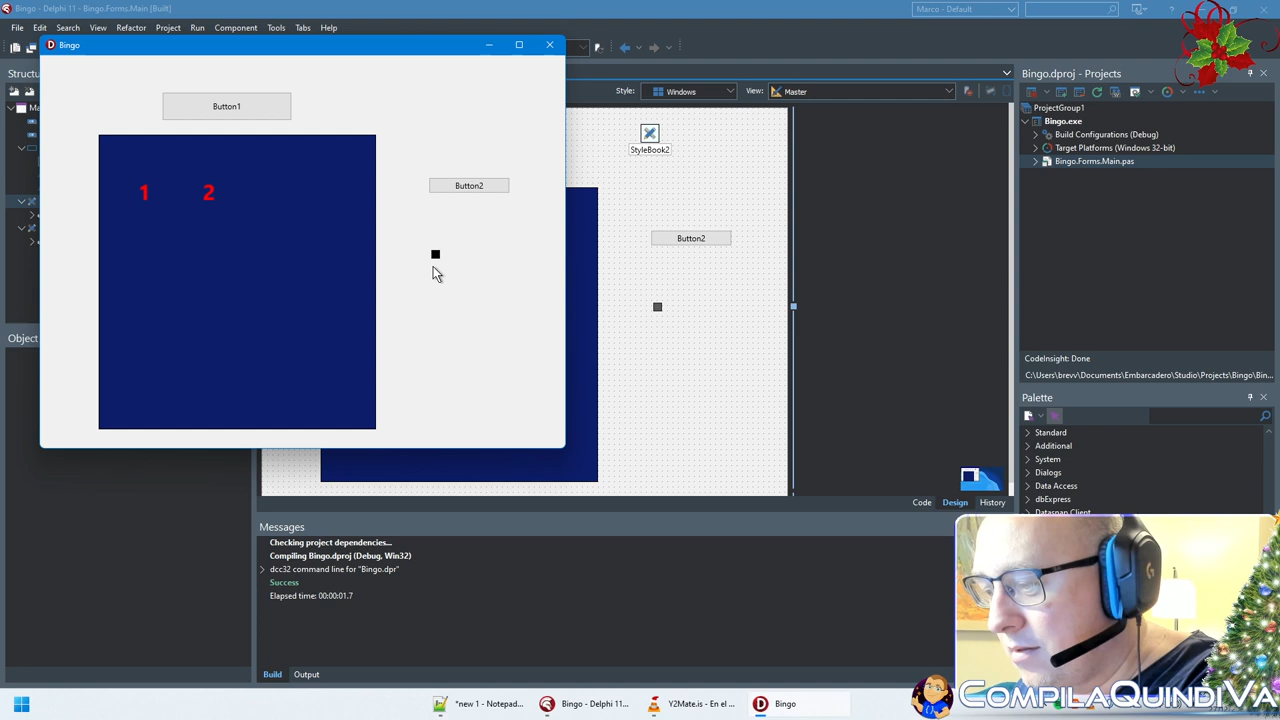 Bingo - Delphi 11 - Bingo.Forms.Main [Built]
Marco - Default
File Edit Search View Refactor Project Run Component Tools Tabs Help
Bingo
Button1
1 2
Button2
Style: Windows View: Master
StyleBook2
Button2
Code Design History
Messages
Checking project dependencies...
Compiling Bingo.dproj (Debug, Win32)
dcc32 command line for "Bingo.dpr"
Success
Elapsed time: 00:00:01.7
Build Output
Bingo.dproj - Projects
ProjectGroup1
Bingo.exe
Build Configurations (Debug)
Target Platforms (Windows 32-bit)
Bingo.Forms.Main.pas
CodeInsight: Done
C:\Users\brevv\Documents\Embarcadero\Studio\Projects\Bingo\Bin...
Palette
Standard
Additional
System
Dialogs
Data Access
dbExpress
Datasnap Client
COMPILAQUINDIVA
*new 1 - Notepad... Bingo - Delphi 11... Y2Mate.is - En el ... Bingo